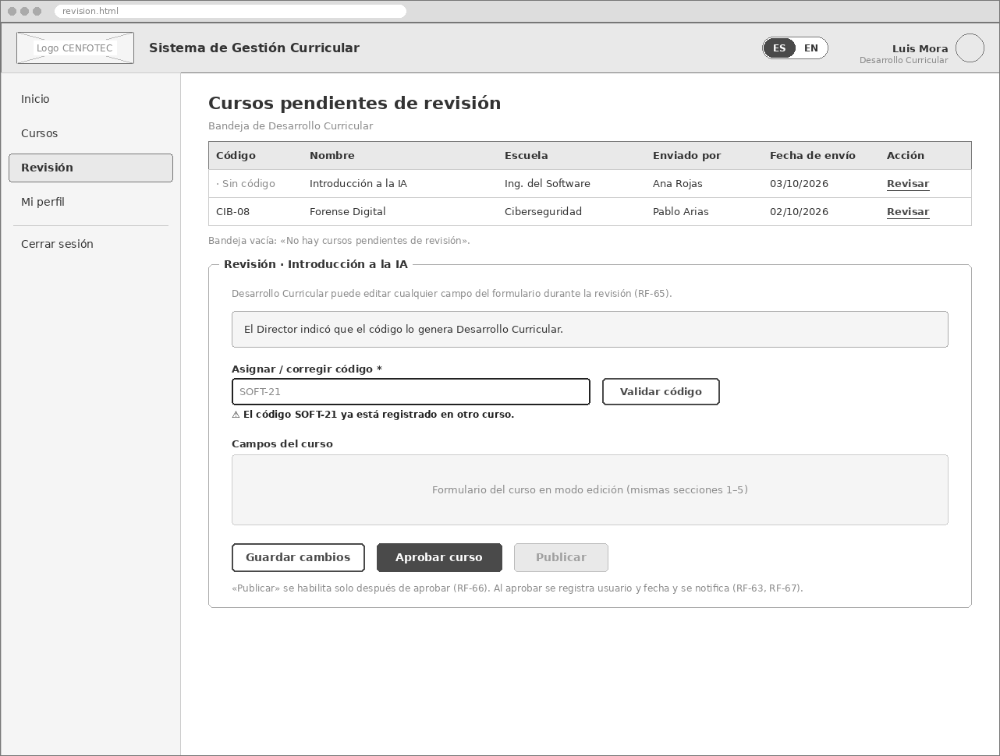 revision.html
Logo CENFOTEC
Sistema de Gestión Curricular
ES EN
Luis Mora
Desarrollo Curricular
Inicio
Cursos
Revisión
Mi perfil
Cerrar sesión
Cursos pendientes de revisión
Bandeja de Desarrollo Curricular
Código Nombre Escuela Enviado por Fecha de envío Acción
· Sin código Introducción a la IA Ing. del Software Ana Rojas 03/10/2026 Revisar
CIB-08 Forense Digital Ciberseguridad Pablo Arias 02/10/2026 Revisar
Bandeja vacía: «No hay cursos pendientes de revisión».
Revisión · Introducción a la IA
Desarrollo Curricular puede editar cualquier campo del formulario durante la revisión (RF-65).
El Director indicó que el código lo genera Desarrollo Curricular.
Asignar / corregir código *
SOFT-21 Validar código
⚠ El código SOFT-21 ya está registrado en otro curso.
Campos del curso
Formulario del curso en modo edición (mismas secciones 1–5)
Guardar cambios Aprobar curso Publicar
«Publicar» se habilita solo después de aprobar (RF-66). Al aprobar se registra usuario y fecha y se notifica (RF-63, RF-67).